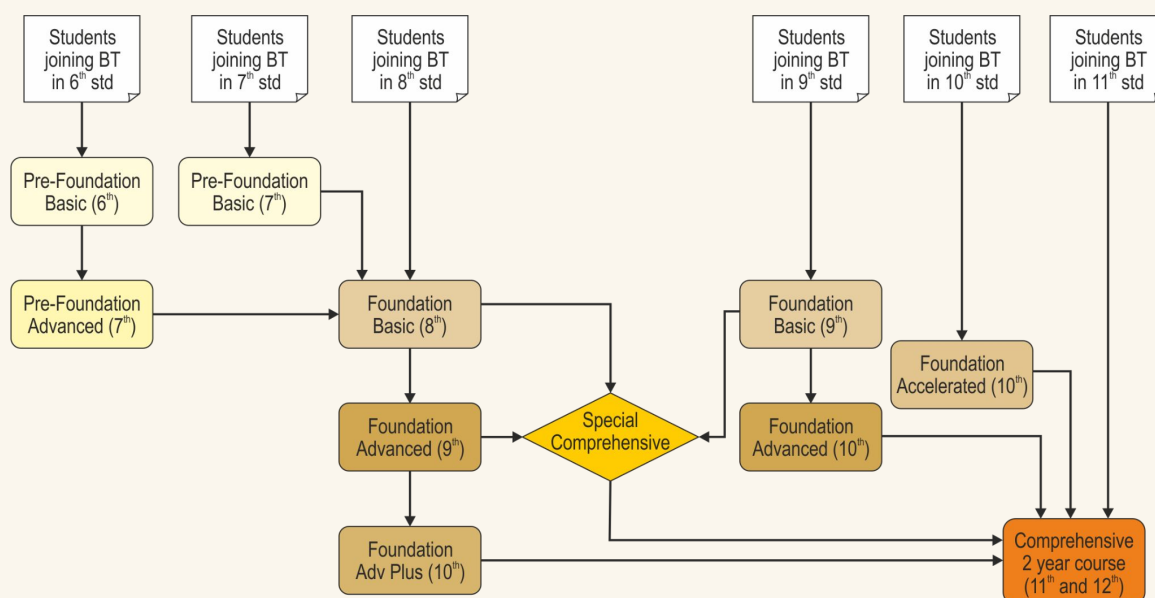 Students
joining BT
in 6th std
Students
joining BT
in 7th std
Students
joining BT
in 8th std
Students
joining BT
in 9th std
Students
joining BT
in 10th std
Students
joining BT
in 11th std
Pre-Foundation
Basic (6th)
Pre-Foundation
Basic (7th)
Pre-Foundation
Advanced (7th)
Foundation
Basic (8th)
Foundation
Basic (9th)
Foundation
Accelerated (10th)
Foundation
Advanced (9th)
Special
Comprehensive
Foundation
Advanced (10th)
Foundation
Adv Plus (10th)
Comprehensive
2 year course
(11th and 12th)